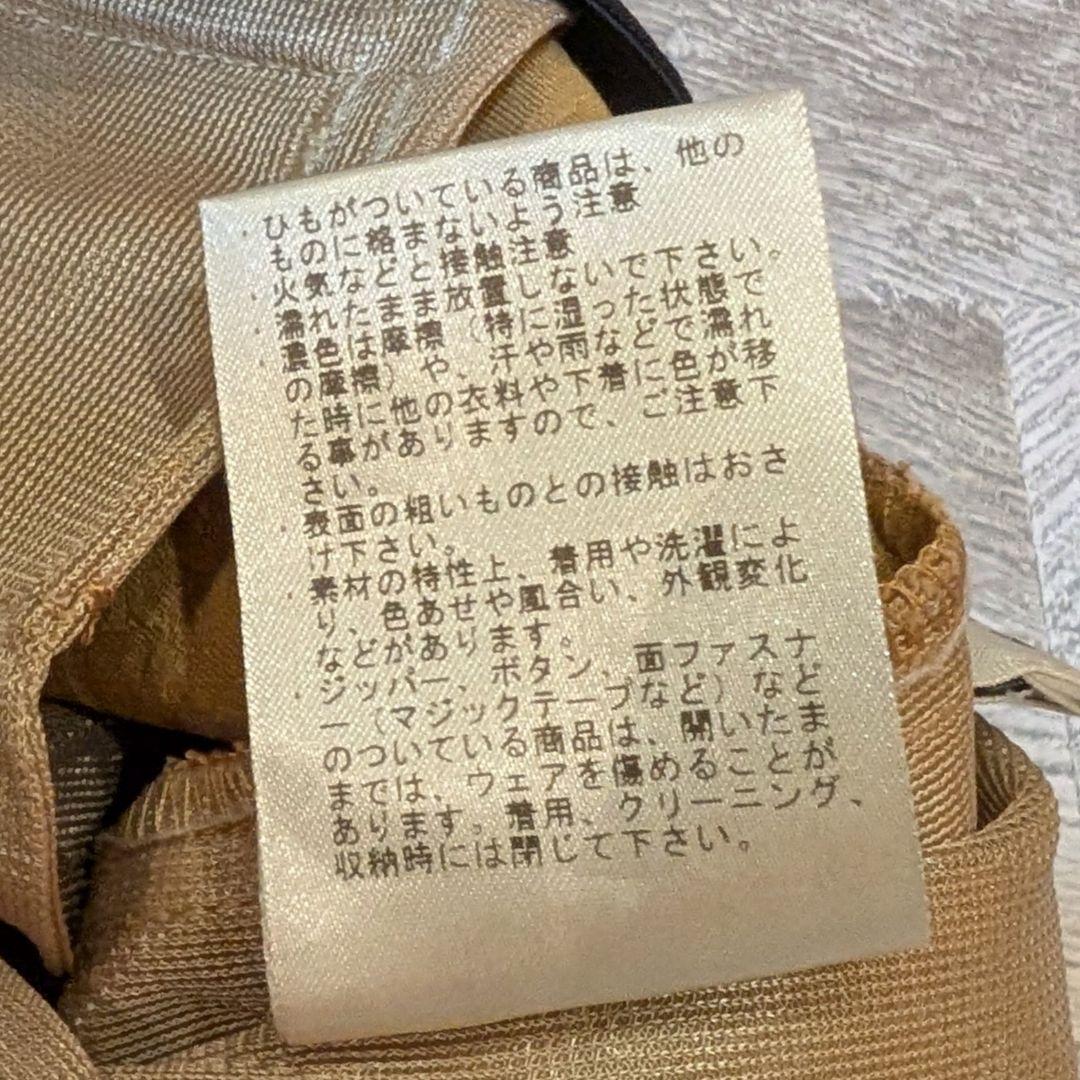 ・ひもがついている商品は、他の
ものに格まないよう注意
・火気などとの接触注意
・濡れたまま放置しないで下さい。
・濃色は摩擦(特に湿った状態で
の摩擦)や、汗や雨などで濡れ
た時に他の衣料や下着に色が移
る事がありますので、ご注意下
さい。
・表面の粗いものとの接触はおさ
け下さい。
・素材の特性上、着用や洗濯によ
り、色あせや風合い、外観変化
などがあります。
・ジッパー、ボタン、面ファスナ
ー(マジックテープなど)など
のついている商品は、開いたま
までは、ウェアを傷めることが
あります。着用、クリーニング、
収納時には閉じて下さい。